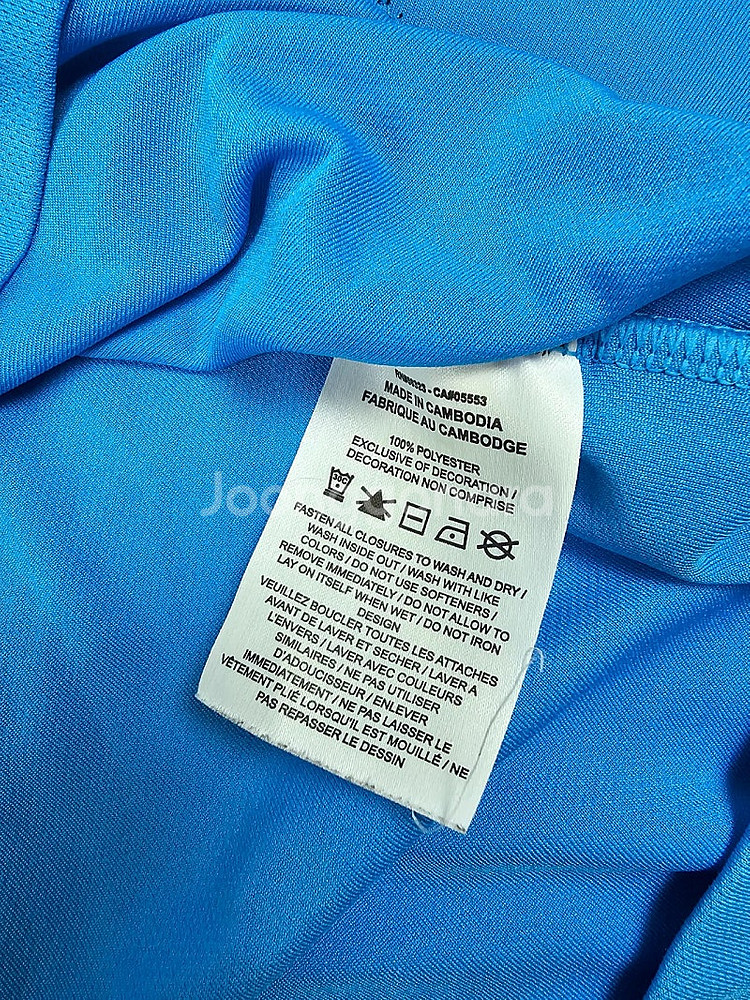 CA#05553
MADE IN CAMBODIA
FABRIQUE AU CAMBODGE
100% POLYESTER
EXCLUSIVE OF DECORATION /
DECORATION NON COMPRISE
FASTEN ALL CLOSURES TO WASH AND DRY /
WASH INSIDE OUT / WASH WITH LIKE
COLORS / DO NOT USE SOFTENERS /
REMOVE IMMEDIATELY / DO NOT ALLOW TO
LAY ON ITSELF WHEN WET / DO NOT IRON
DESIGN
VEUILLEZ BOUCLER TOUTES LES ATTACHES
AVANT DE LAVER ET SECHER / LAVER A
L'ENVERS / LAVER AVEC COULEURS
SIMILAIRES / NE PAS UTILISER
D'ADOUCISSEUR / ENLEVER
IMMEDIATEMENT / NE PAS LAISSER LE
VÊTEMENT PLIÉ LORSQU'IL EST MOUILLÉ / NE
PAS REPASSER LE DESSIN